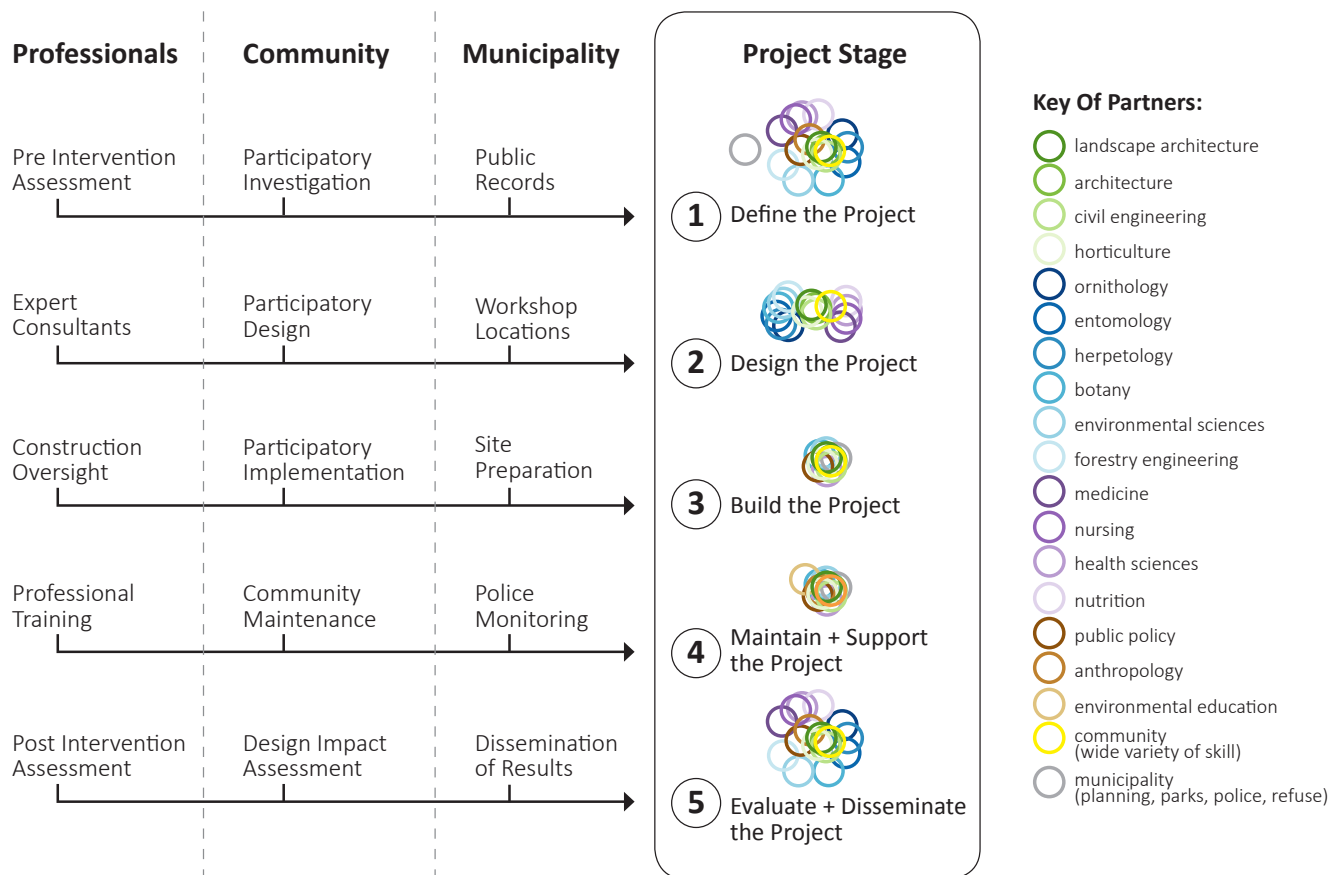 Professionals
Community
Municipality
Project Stage
Pre Intervention
Assessment
Participatory
Investigation
Public
Records
1
Define the Project
Expert
Consultants
Participatory
Design
Workshop
Locations
2
Design the Project
Construction
Oversight
Participatory
Implementation
Site
Preparation
3
Build the Project
Professional
Training
Community
Maintenance
Police
Monitoring
4
Maintain + Support
the Project
Post Intervention
Assessment
Design Impact
Assessment
Dissemination
of Results
5
Evaluate + Disseminate
the Project
Key Of Partners:
landscape architecture
architecture
civil engineering
horticulture
ornithology
entomology
herpetology
botany
environmental sciences
forestry engineering
medicine
nursing
health sciences
nutrition
public policy
anthropology
environmental education
community
(wide variety of skill)
municipality
(planning, parks, police, refuse)